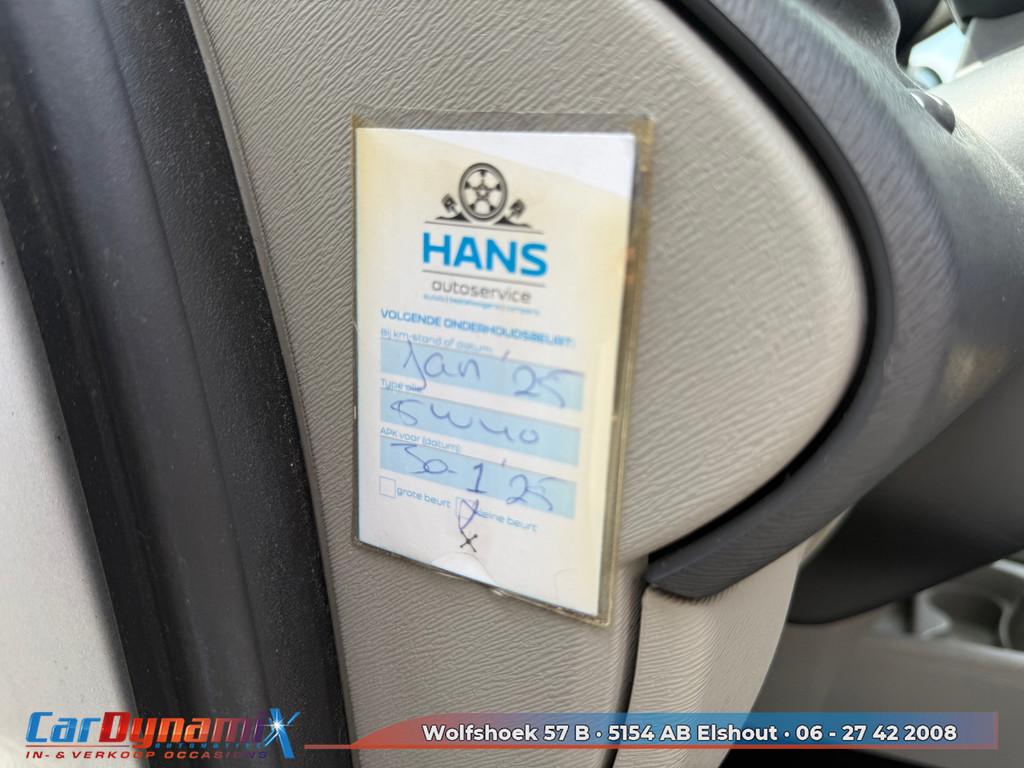 HANS
autoservice
VOLGENDE ONDERHOUDSBEURT:
Bij km-stand of datum
Jan' 25
Type olie
5W40
APK voor (datum):
30-1'25
grote beurt kleine beurt
CarDynamiX
AUTOMOTIVE
IN- & VERKOOP OCCASIONS
Wolfshoek 57 B • 5154 AB Elshout • 06 - 27 42 2008